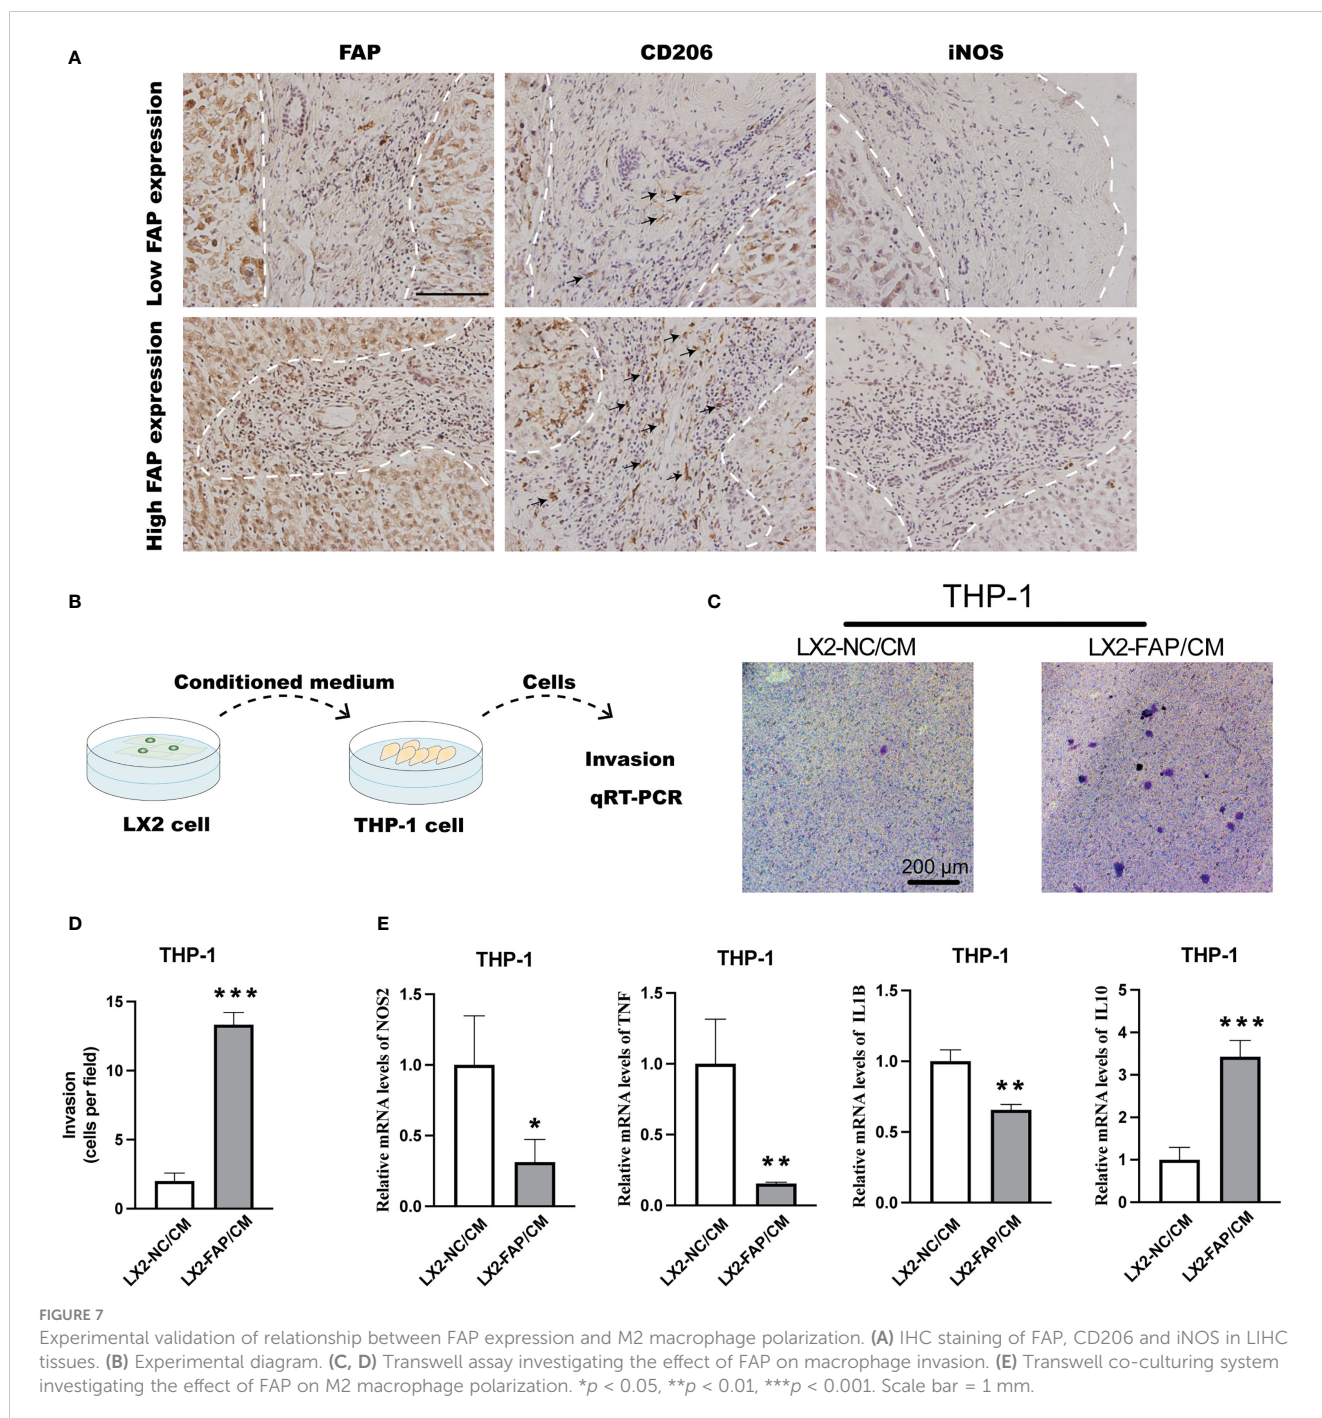 A
FAP
CD206
iNOS
Low FAP expression
High FAP expression
B
Conditioned medium
Cells
Invasion
qRT-PCR
LX2 cell
THP-1 cell
C
THP-1
LX2-NC/CM
LX2-FAP/CM
200 µm
D
THP-1
Invasion
(cells per field)
15
10
5
0
***
LX2-NC/CM
LX2-FAP/CM
E
THP-1
Relative mRNA levels of NOS2
1.5
1.0
0.5
0.0
*
LX2-NC/CM
LX2-FAP/CM
THP-1
Relative mRNA levels of TNF
1.5
1.0
0.5
0.0
**
LX2-NC/CM
LX2-FAP/CM
THP-1
Relative mRNA levels of IL1B
1.5
1.0
0.5
0.0
**
LX2-NC/CM
LX2-FAP/CM
THP-1
Relative mRNA levels of IL10
5
4
3
2
1
0
***
LX2-NC/CM
LX2-FAP/CM
FIGURE 7
Experimental validation of relationship between FAP expression and M2 macrophage polarization. (A) IHC staining of FAP, CD206 and iNOS in LIHC
tissues. (B) Experimental diagram. (C, D) Transwell assay investigating the effect of FAP on macrophage invasion. (E) Transwell co-culturing system
investigating the effect of FAP on M2 macrophage polarization. *p < 0.05, **p < 0.01, ***p < 0.001. Scale bar = 1 mm.